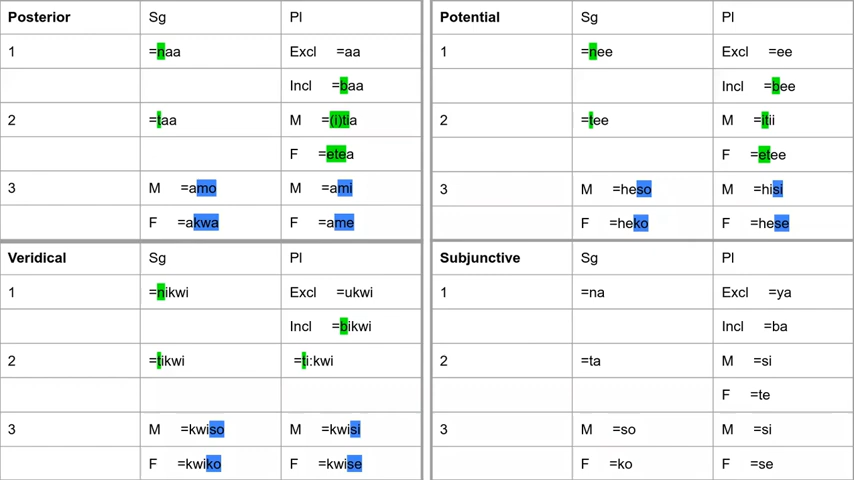 Posterior Sg Pl
1 =naa Excl =aa
Incl =baa
2 =taa M =(i)tia
F =etea
3 M =amo M =ami
F =akwa F =ame
Potential Sg Pl
1 =nee Excl =ee
Incl =bee
2 =tee M =itii
F =etee
3 M =heso M =hisi
F =heko F =hese
Veridical Sg Pl
1 =nikwi Excl =ukwi
Incl =bikwi
2 =tikwi =ti:kwi
3 M =kwiso M =kwisi
F =kwiko F =kwise
Subjunctive Sg Pl
1 =na Excl =ya
Incl =ba
2 =ta M =si
F =te
3 M =so M =si
F =ko F =se